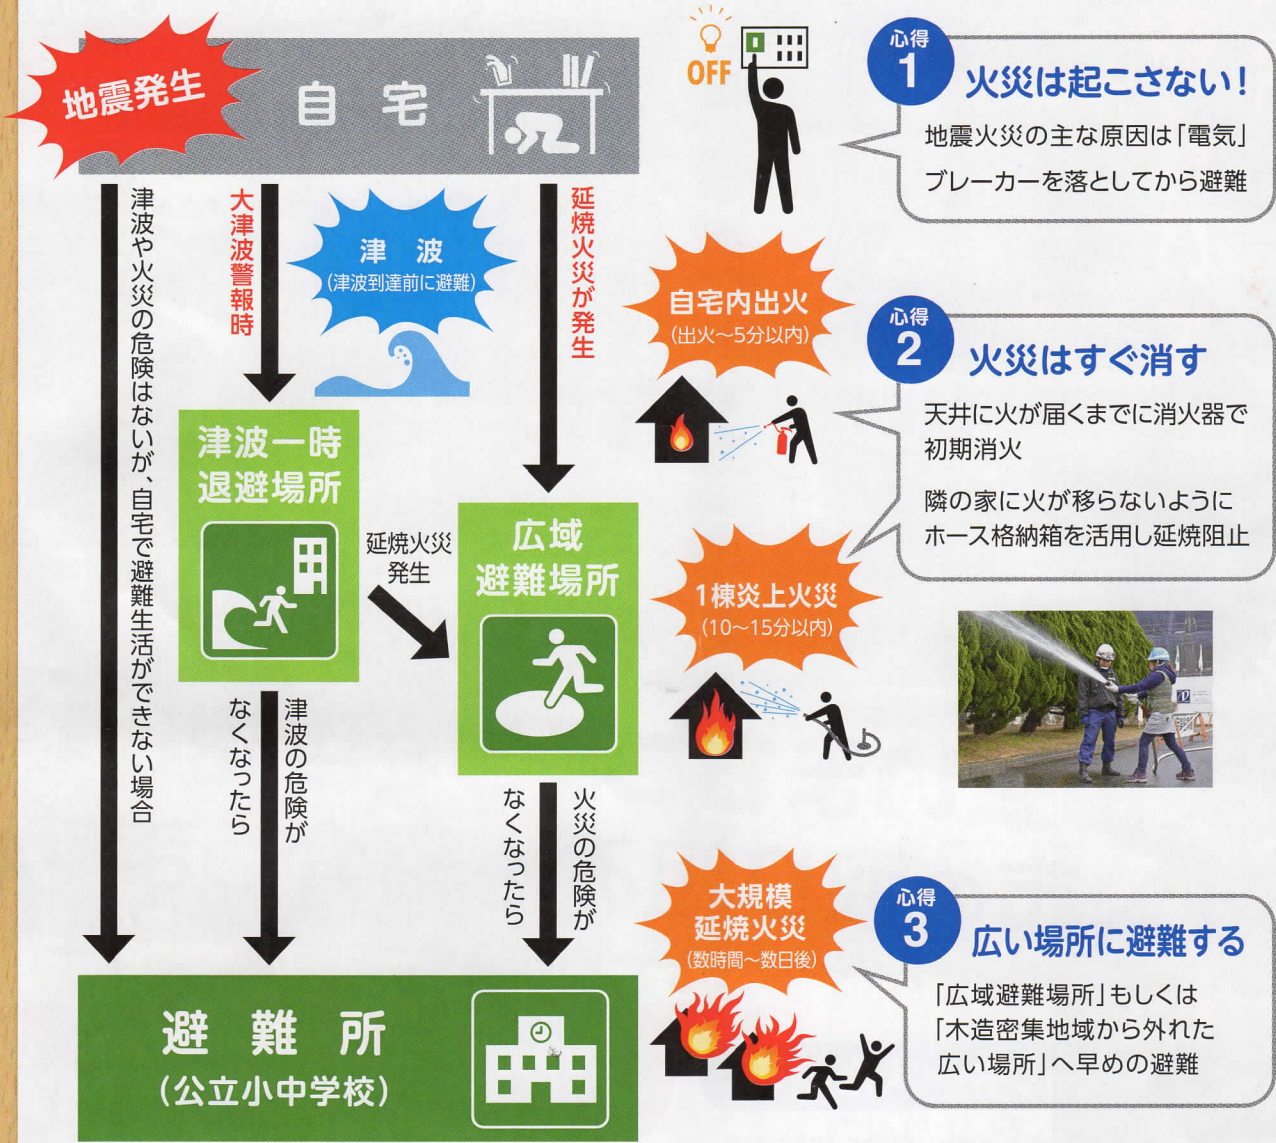 地震発生
自宅
津波や火災の危険はないが、自宅で避難生活ができない場合
大津波警報時
津波
(津波到達前に避難)
延焼火災が発生
津波一時
退避場所
延焼火災
発生
広域
避難場所
津波の危険が
なくなったら
火災の危険が
なくなったら
避難所
(公立小中学校)
OFF
心得
1
火災は起こさない!
地震火災の主な原因は「電気」
ブレーカーを落としてから避難
自宅内出火
(出火～5分以内)
心得
2
火災はすぐ消す
天井に火が届くまでに消火器で
初期消火
隣の家に火が移らないように
ホース格納箱を活用し延焼阻止
1棟炎上火災
(10～15分以内)
大規模
延焼火災
(数時間～数日後)
心得
3
広い場所に避難する
「広域避難場所」もしくは
「木造密集地域から外れた
広い場所」へ早めの避難